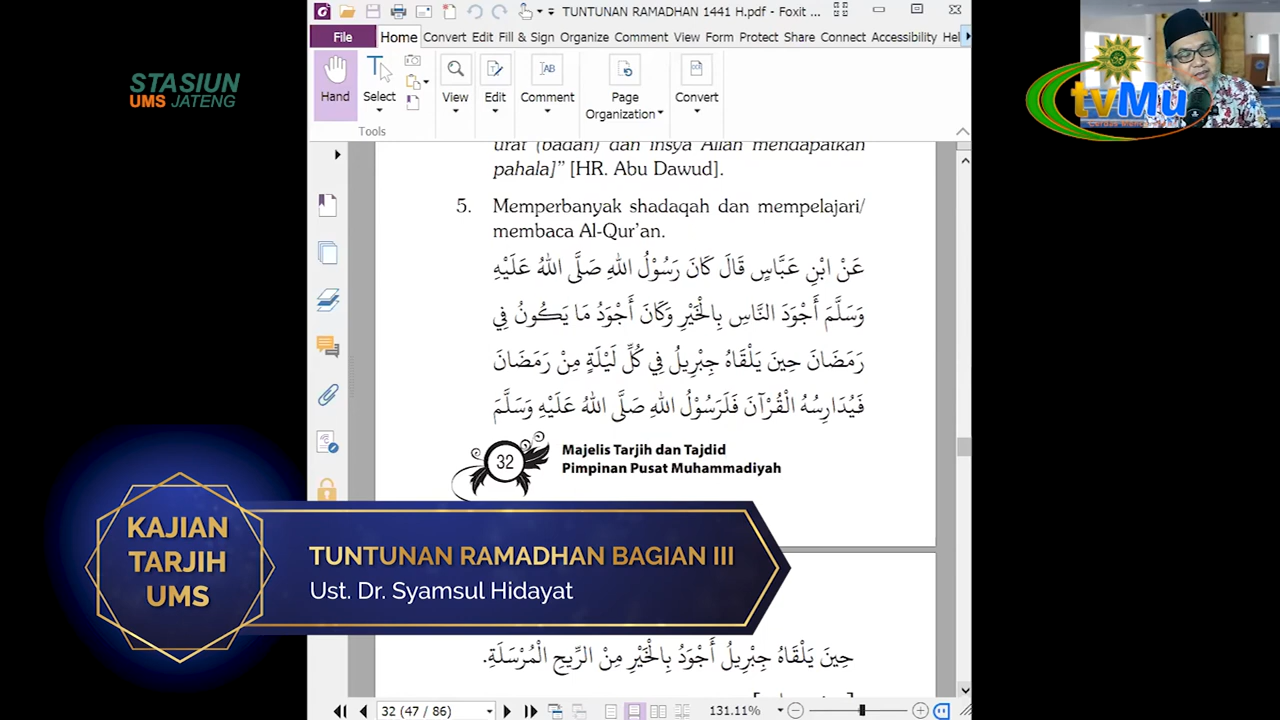 TUNTUNAN RAMADHAN 1441 H.pdf - Foxit ...
File Home Convert Edit Fill & Sign Organize Comment View Form Protect Share Connect Accessibility Hel
STASIUN
UMS JATENG
tvMu
Hand
Select
View
Edit
Comment
Page
Organization
Convert
Tools
urat (badan) dan insya Allah mendapatkan
pahala]" [HR. Abu Dawud].
5. Memperbanyak shadaqah dan mempelajari/
membaca Al-Qur'an.
عَنْ ابْنِ عَبَّاسٍ قَالَ كَانَ رَسُوْلُ اللهِ صَلَّى اللهُ عَلَيْهِ
وَسَلَّمَ أَجْوَدَ النَّاسِ بِالْخَيْرِ وَكَانَ أَجْوَدُ مَا يَكُونُ فِي
رَمَضَانَ حِينَ يَلْقَاهُ جِبْرِيلُ فِي كُلِّ لَيْلَةٍ مِنْ رَمَضَانَ
فَيُدَارِسُهُ الْقُرْآنَ فَلَرَسُوْلُ اللهِ صَلَّى اللهُ عَلَيْهِ وَسَلَّمَ
32
Majelis Tarjih dan Tajdid
Pimpinan Pusat Muhammadiyah
KAJIAN
TARJIH
UMS
TUNTUNAN RAMADHAN BAGIAN III
Ust. Dr. Syamsul Hidayat
حِينَ يَلْقَاهُ جِبْرِيلُ أَجْوَدُ بِالْخَيْرِ مِنْ الرِّيحِ الْمُرْسَلَةِ.
32 (47 / 86)
131.11%